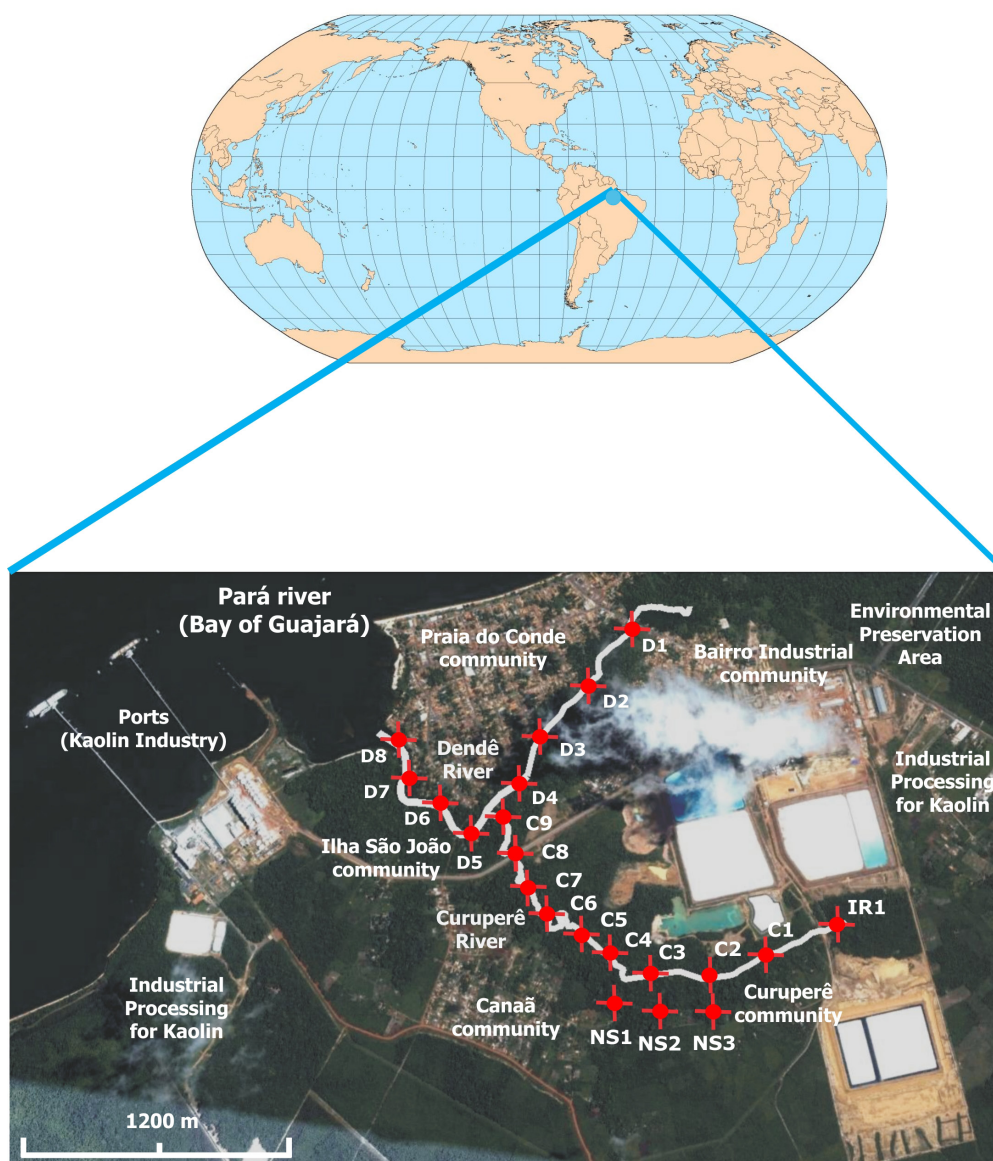 Pará river
(Bay of Guajará)
Praia do Conde
community
D1
Bairro Industrial
community
Environmental
Preservation
Area
D2
Ports
(Kaolin Industry)
D3
D8
Dendê
River
Industrial
Processing
for Kaolin
D7
D4
D6
C9
D5
Ilha São João
community
C8
C7
C6
Curuperê
River
C5
C4
C3
C2
C1
IR1
Industrial
Processing
for Kaolin
Canaã
community
NS1
NS2
NS3
Curuperê
community
1200 m